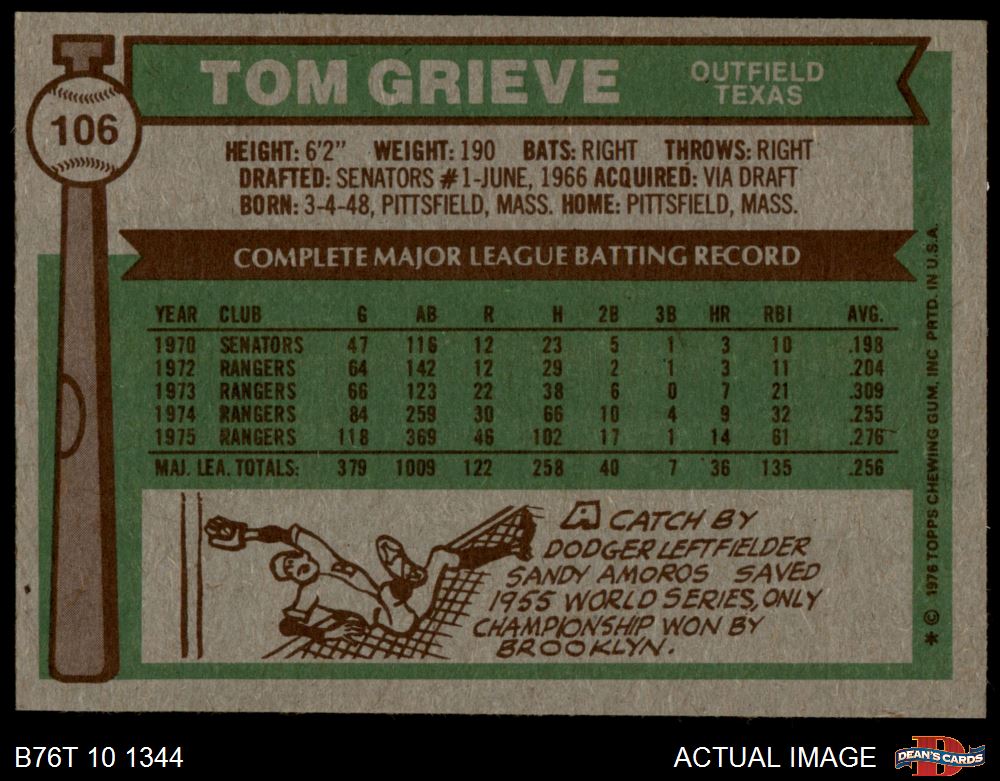 106
TOM GRIEVE
OUTFIELD
TEXAS
HEIGHT: 6'2" WEIGHT: 190 BATS: RIGHT THROWS: RIGHT
DRAFTED: SENATORS #1-JUNE, 1966 ACQUIRED: VIA DRAFT
BORN: 3-4-48, PITTSFIELD, MASS. HOME: PITTSFIELD, MASS.
COMPLETE MAJOR LEAGUE BATTING RECORD
YEAR CLUB G AB R H 2B 3B HR RBI AVG.
1970 SENATORS 47 116 12 23 5 1 3 10 .198
1972 RANGERS 64 142 12 29 2 1 3 11 .204
1973 RANGERS 66 123 22 38 6 0 7 21 .309
1974 RANGERS 84 259 30 66 10 4 9 32 .255
1975 RANGERS 118 369 46 102 17 1 14 61 .276
MAJ. LEA. TOTALS: 379 1009 122 258 40 7 36 135 .256
A CATCH BY
DODGER LEFTFIELDER
SANDY AMOROS SAVED
1955 WORLD SERIES, ONLY
CHAMPIONSHIP WON BY
BROOKLYN.
* © 1976 TOPPS CHEWING GUM, INC PRTD. IN U.S.A.
B76T 10 1344
ACTUAL IMAGE
D
DEAN'S CARDS